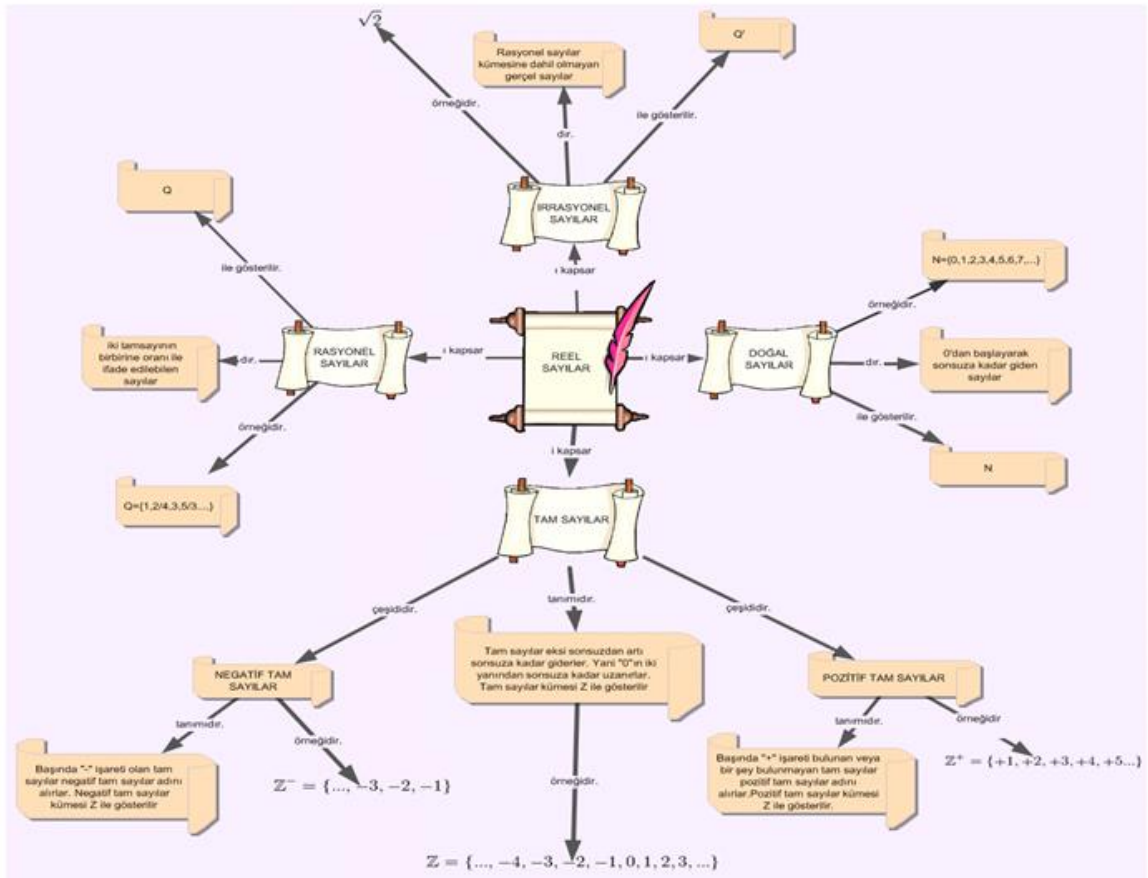 √2
örneğidir.
Rasyonel sayılar
kümesine dahil olmayan
gerçel sayılar
dır.
Q'
ile gösterilir.
IRRASYONEL
SAYILAR
ı kapsar
Q
ile gösterilir.
iki tamsayının
birbirine oranı ile
ifade edilebilen
sayılar
dır.
RASYONEL
SAYILAR
ı kapsar
örneğidir.
Q={1,2/4,3,5/3....}
REEL
SAYILAR
ı kapsar
DOĞAL
SAYILAR
örneğidir.
N={0,1,2,3,4,5,6,7,...}
dır.
0'dan başlayarak
sonsuza kadar giden
sayılar
ile gösterilir.
N
i kapsar
TAM SAYILAR
çeşididir.
tanımıdır.
çeşididir.
NEGATİF TAM
SAYILAR
tanımıdır.
Başında "-" işareti olan tam
sayılar negatif tam sayılar adını
alırlar. Negatif tam sayılar
kümesi Z ile gösterilir
örneğidir.
ℤ⁻ = {..., −3, −2, −1}
Tam sayılar eksi sonsuzdan artı
sonsuza kadar giderler. Yani "0"ın iki
yanından sonsuza kadar uzanırlar.
Tam sayılar kümesi Z ile gösterilir
örneğidir.
ℤ = {..., −4, −3, −2, −1, 0, 1, 2, 3, ...}
POZİTİF TAM SAYILAR
tanımıdır.
Başında "+" işareti bulunan veya
bir şey bulunmayan tam sayılar
pozitif tam sayılar adını
alırlar.Pozitif tam sayılar kümesi
Z ile gösterilir.
örneğidir
ℤ⁺ = {+1, +2, +3, +4, +5...}